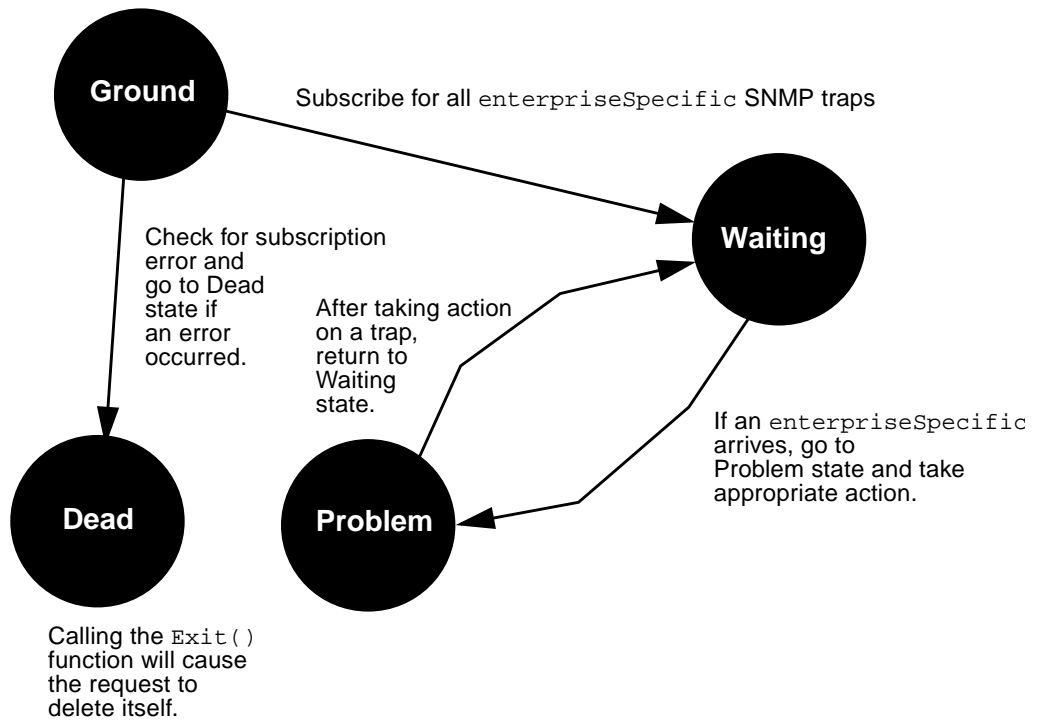 Ground
Subscribe for all enterpriseSpecific SNMP traps
Waiting
Check for subscription
error and
go to Dead
state if
an error
occurred.
After taking action
on a trap,
return to
Waiting
state.
If an enterpriseSpecific
arrives, go to
Problem state and take
appropriate action.
Dead
Problem
Calling the Exit()
function will cause
the request to
delete itself.